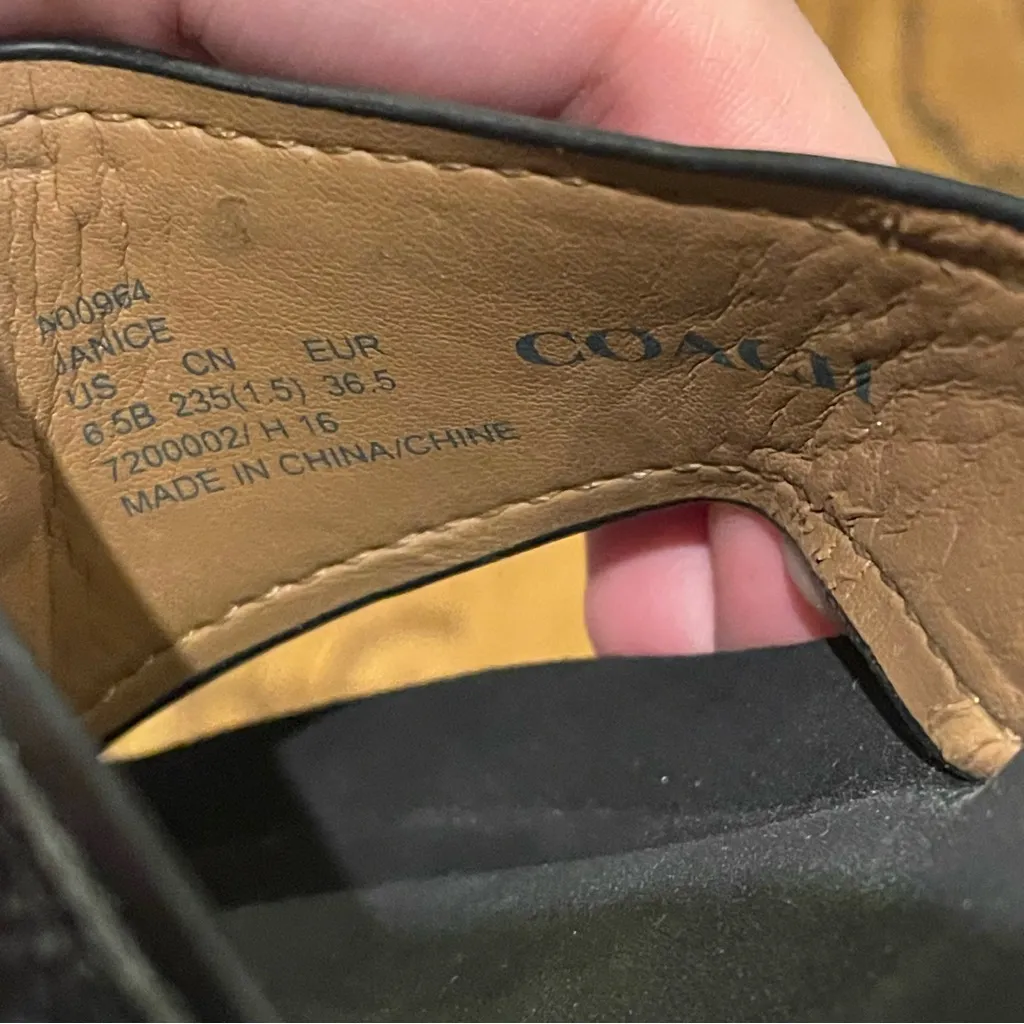 A00964
JANICE
US CN EUR
6.5B 235(1.5) 36.5
7200002/ H 16
MADE IN CHINA/CHINE
COACH